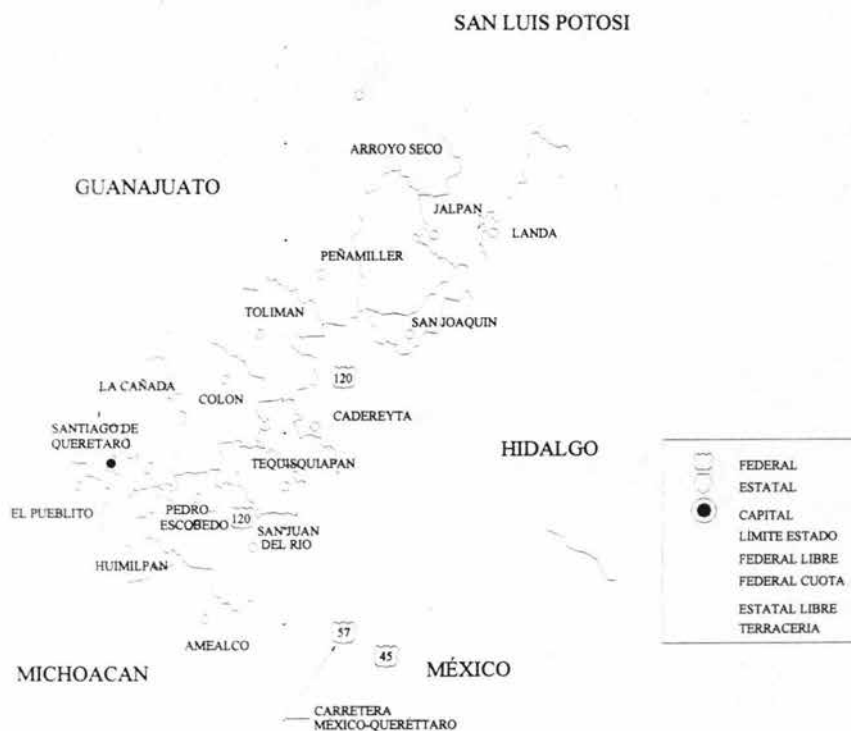 SAN LUIS POTOSI
ARROYO SECO
GUANAJUATO
JALPAN
LANDA
PEÑAMILLER
TOLIMAN
SAN JOAQUIN
120
LA CAÑADA
COLON
CADEREYTA
SANTIAGO DE
QUERETARO
HIDALGO
TEQUISQUIAPAN
EL PUEBLITO
PEDRO
ESCOBEDO
120
SAN JUAN
DEL RIO
HUIMILPAN
AMEALCO
57
45
MICHOACAN
MÉXICO
CARRETERA
MÉXICO-QUERÉTTARO
FEDERAL
ESTATAL
CAPITAL
LÍMITE ESTADO
FEDERAL LIBRE
FEDERAL CUOTA
ESTATAL LIBRE
TERRACERIA